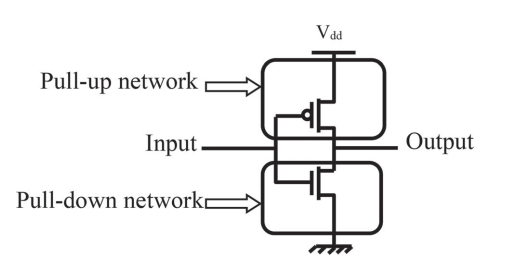 Vdd
Pull-up network
Input
Output
Pull-down network